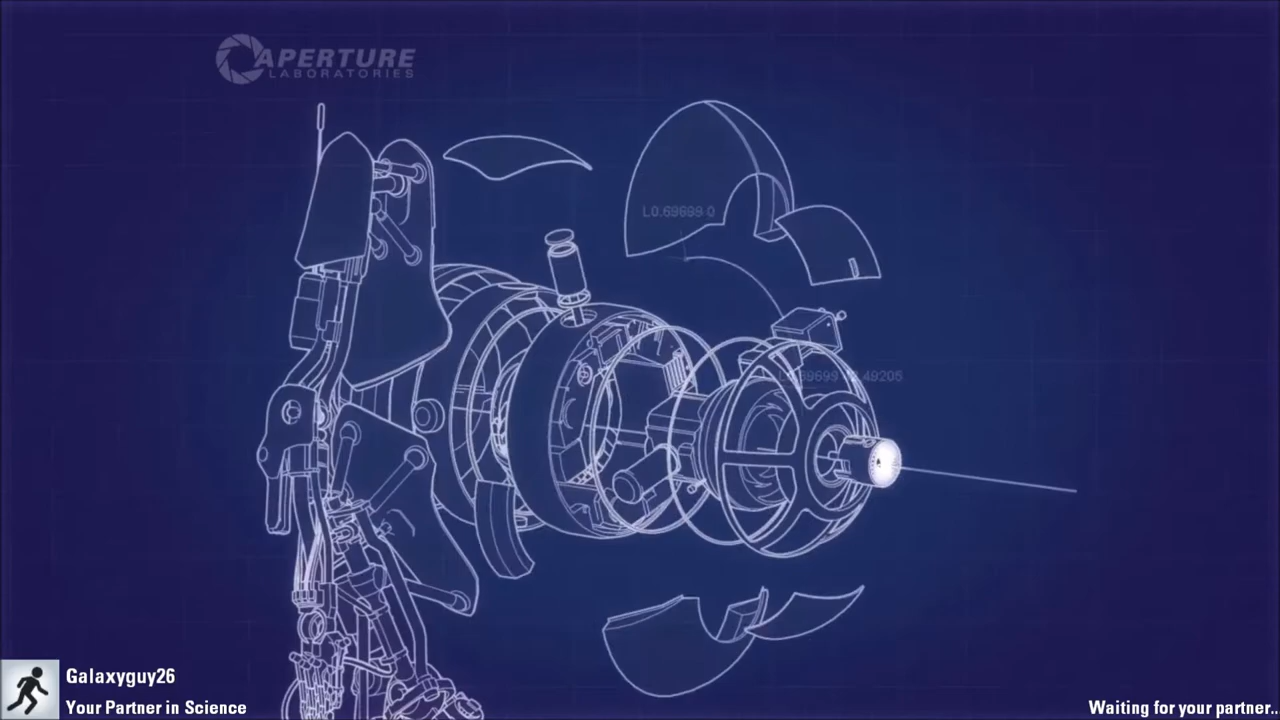 APERTURE
LABORATORIES
L0.69699 0
Galaxyguy26
Your Partner in Science
Waiting for your partner..